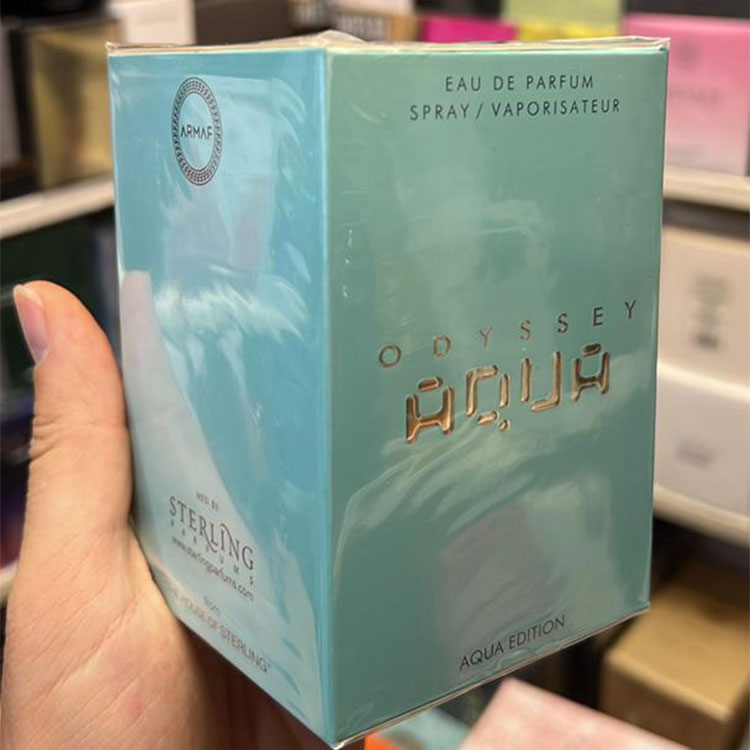 ARMAF
MFD BY:
STERLING
PARFUMS
www.sterlingparfums.com
from
THE HOUSE OF STERLING
EAU DE PARFUM
SPRAY / VAPORISATEUR
ODYSSEY
AQUA
AQUA EDITION